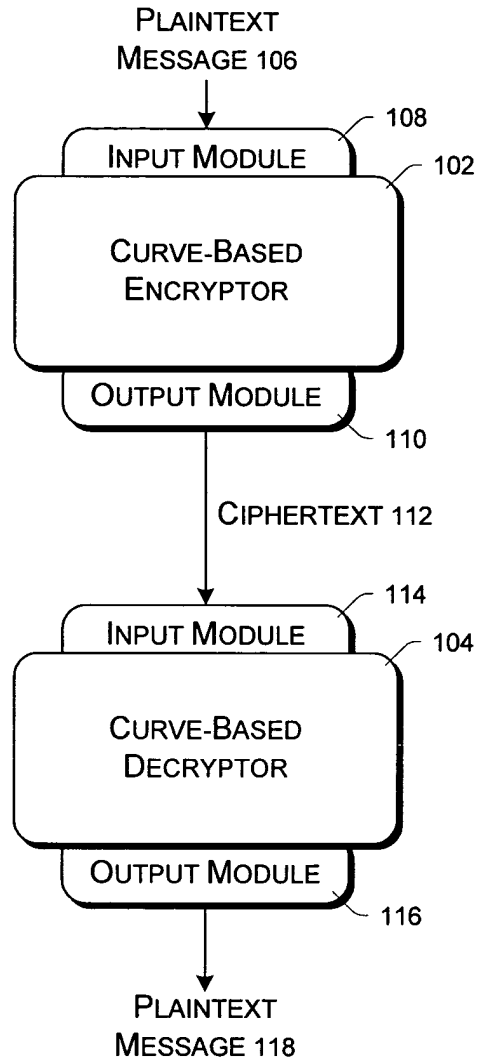 PLAINTEXT
MESSAGE 106
108
INPUT MODULE
102
CURVE-BASED
ENCRYPTOR
OUTPUT MODULE
110
CIPHERTEXT 112
114
INPUT MODULE
104
CURVE-BASED
DECRYPTOR
OUTPUT MODULE
116
PLAINTEXT
MESSAGE 118